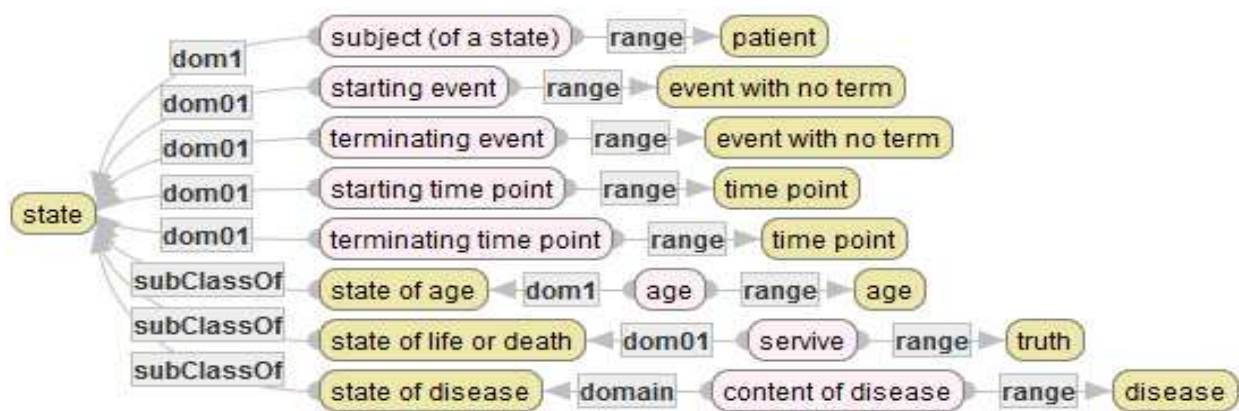 dom1 subject (of a state) range patient
dom01 starting event range event with no term
dom01 terminating event range event with no term
dom01 starting time point range time point
state
dom01 terminating time point range time point
subClassOf state of age dom1 age range age
subClassOf state of life or death dom01 servive range truth
subClassOf state of disease domain content of disease range disease